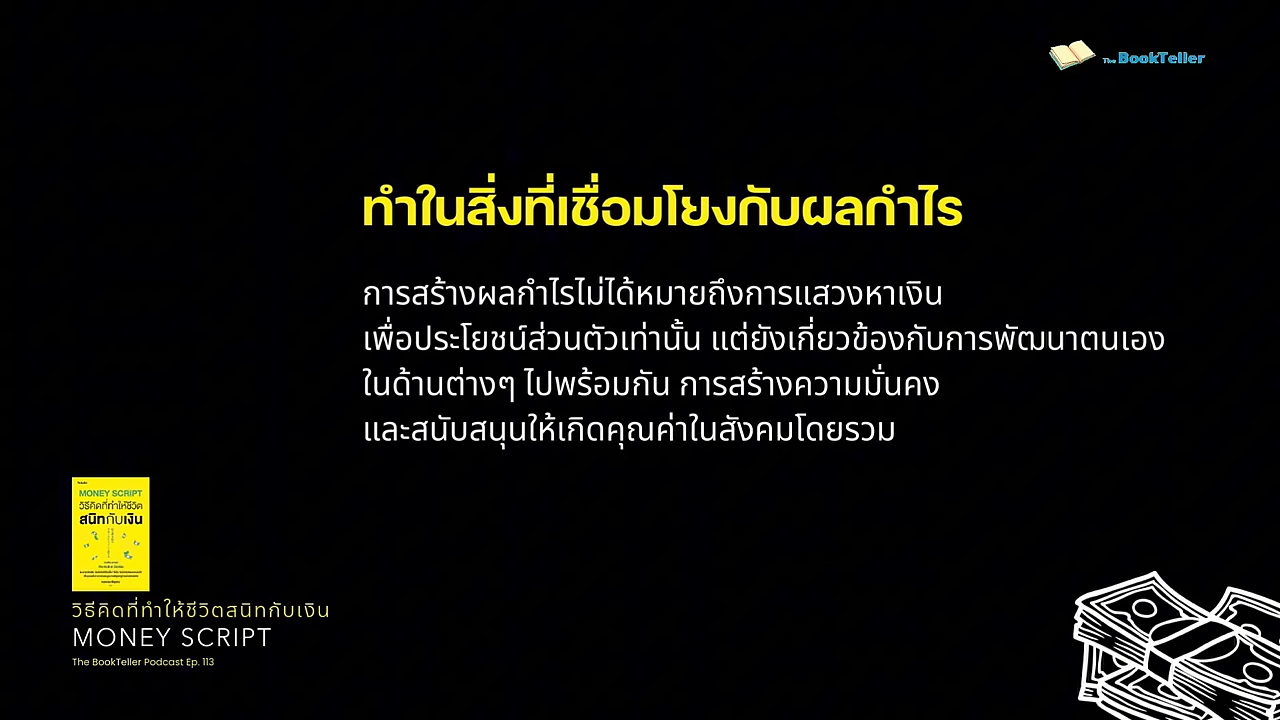 The BookTeller
ทำในสิ่งที่เชื่อมโยงกับผลกำไร
การสร้างผลกำไรไม่ได้หมายถึงการแสวงหาเงิน
เพื่อประโยชน์ส่วนตัวเท่านั้น แต่ยังเกี่ยวข้องกับการพัฒนาตนเอง
ในด้านต่างๆ ไปพร้อมกัน การสร้างความมั่นคง
และสนับสนุนให้เกิดคุณค่าในสังคมโดยรวม
MONEY SCRIPT
วิธีคิดที่ทำให้ชีวิต
สนิทกับเงิน
วิธีคิดที่ทำให้ชีวิตสนิทกับเงิน
MONEY SCRIPT
The BookTeller Podcast Ep. 113